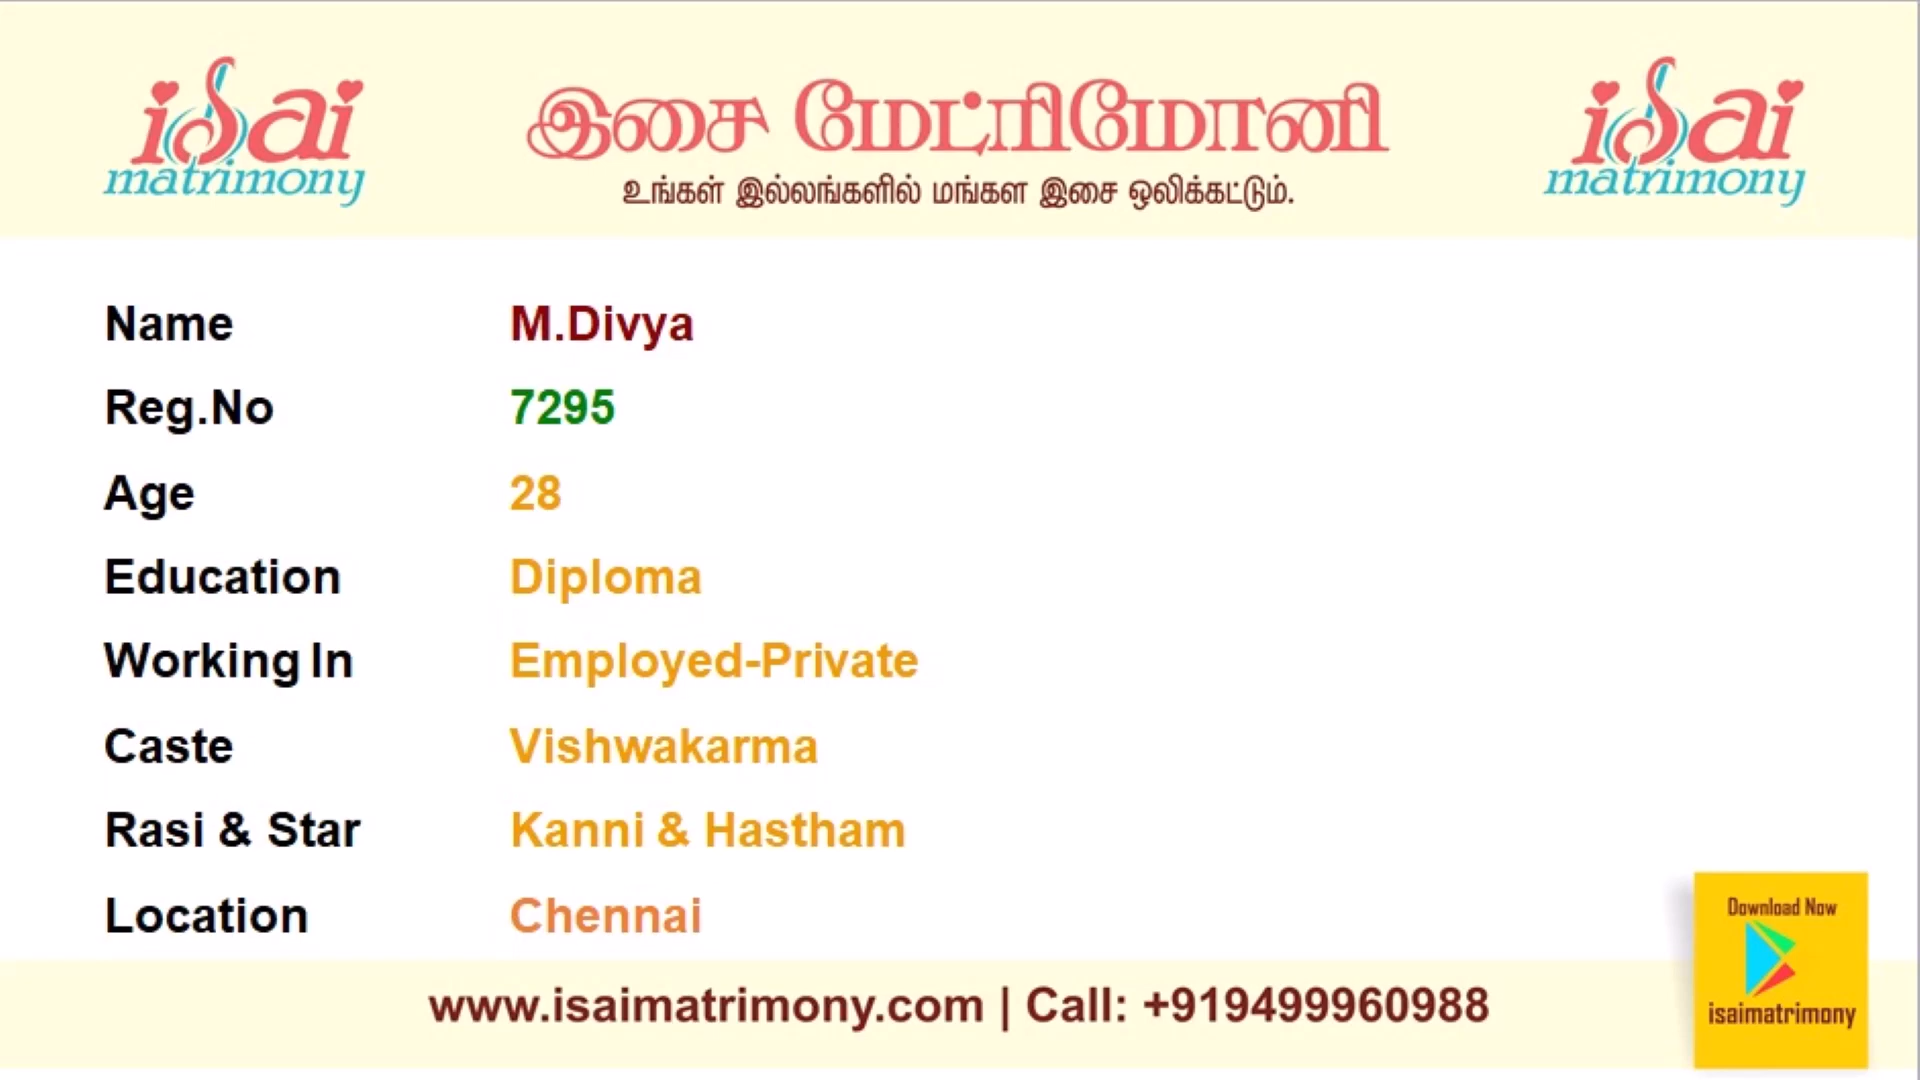 isai
matrimony
இசை மேட்ரிமோனி
உங்கள் இல்லங்களில் மங்கள இசை ஒலிக்கட்டும்.
isai
matrimony
Name M.Divya
Reg.No 7295
Age 28
Education Diploma
Working In Employed-Private
Caste Vishwakarma
Rasi & Star Kanni & Hastham
Location Chennai
www.isaimatrimony.com | Call: +919499960988
Download Now
isaimatrimony